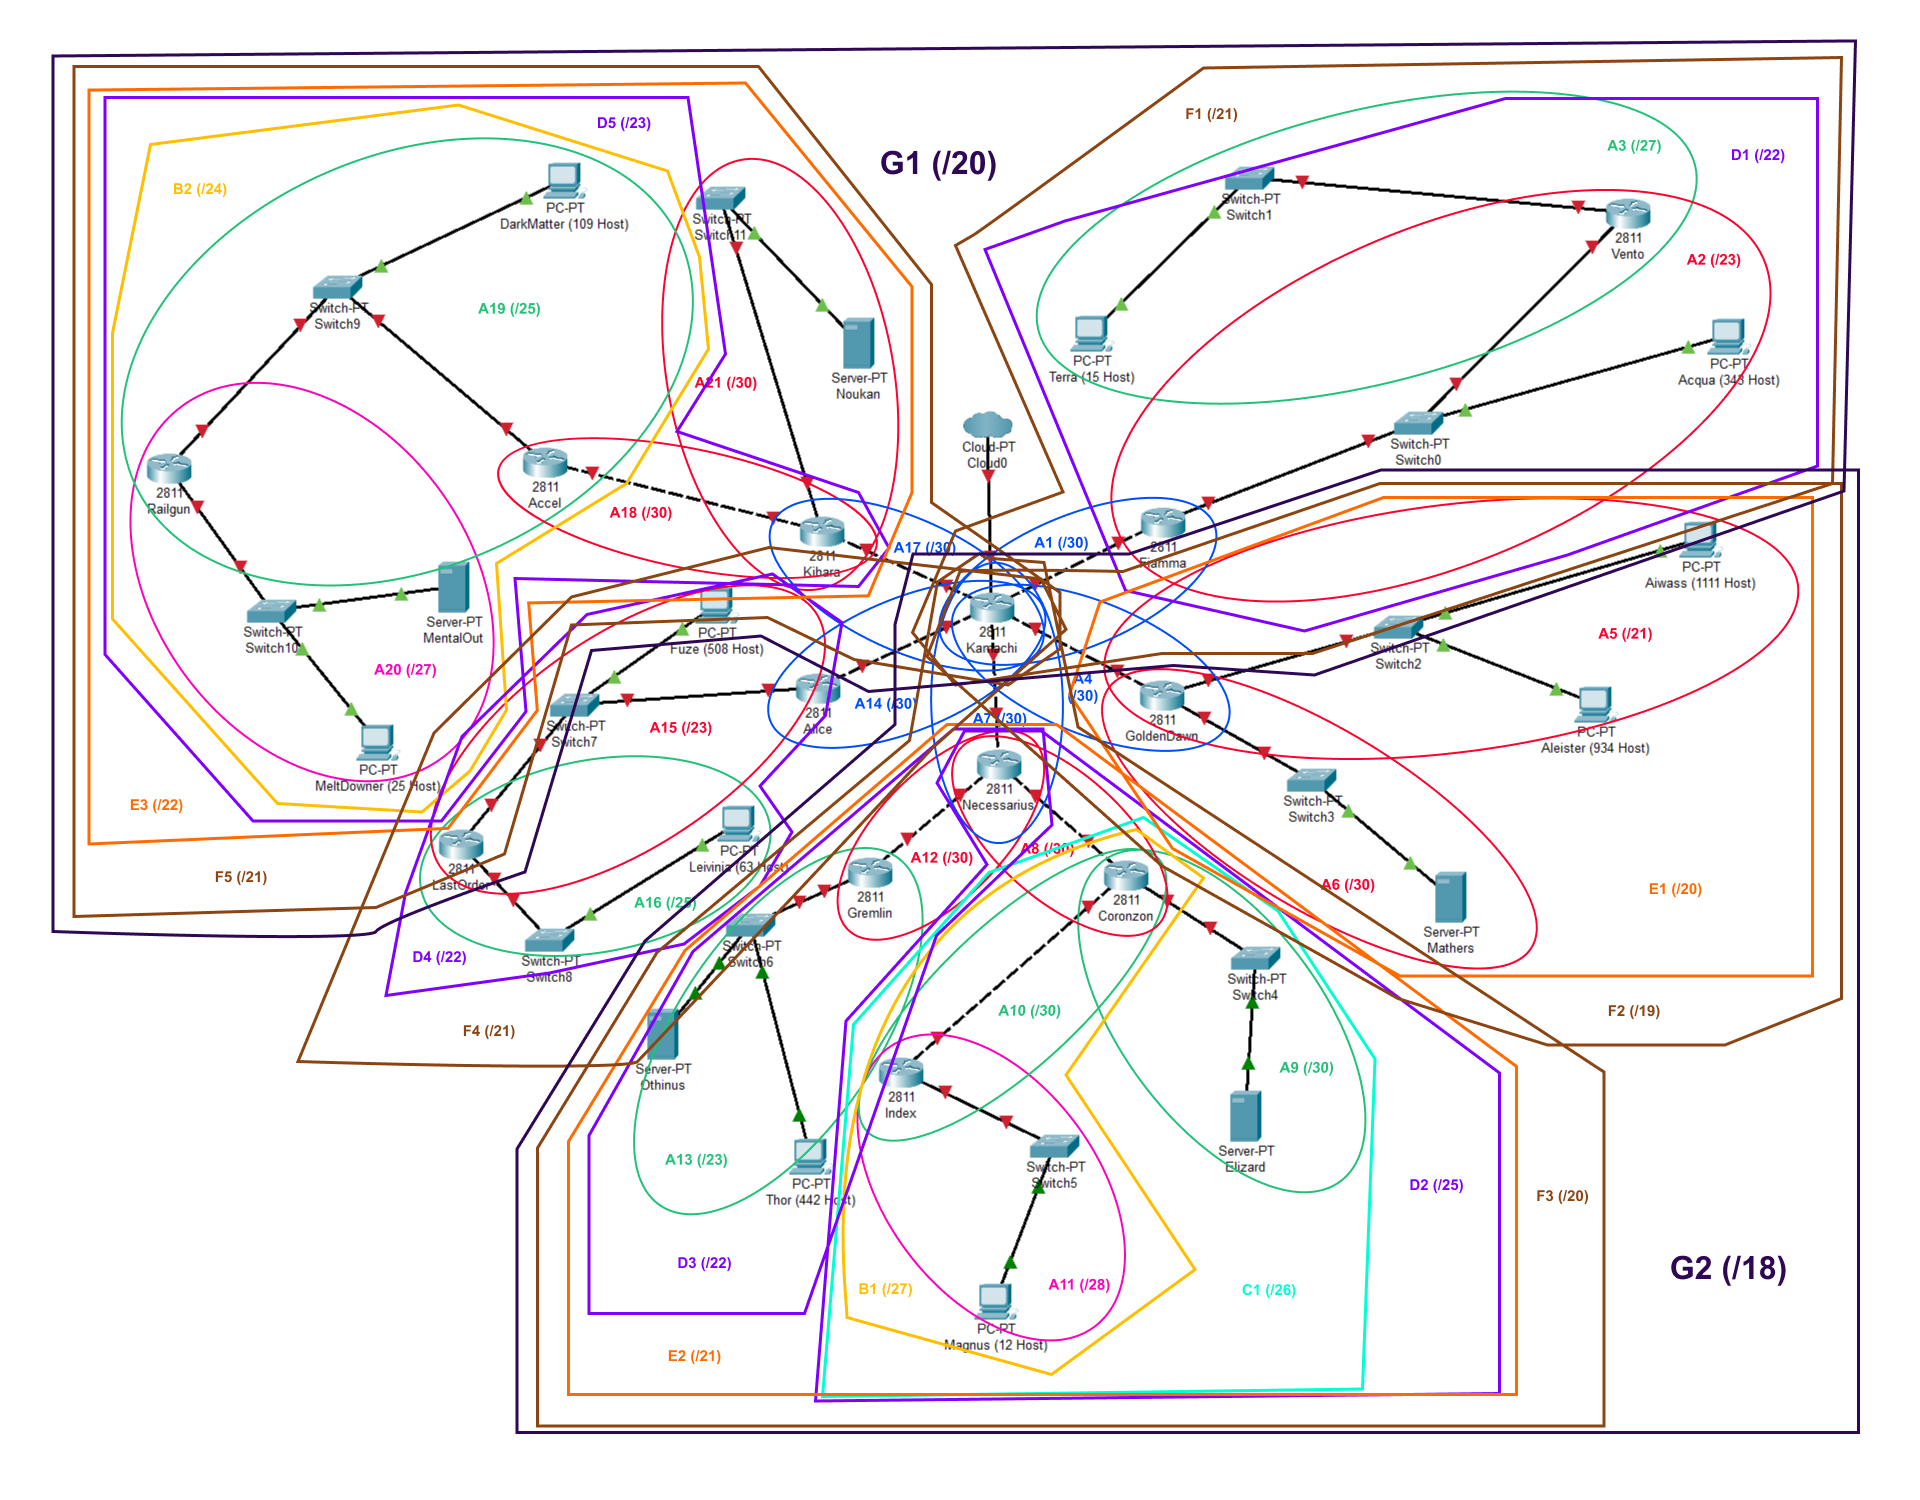 G1 (/20)
F1 (/21)
D5 (/23)
A3 (/27)
D1 (/22)
B2 (/24)
PC-PT
DarkMatter (109 Host)
Switch-PT
Switch11
Switch-PT
Switch1
2811
Vento
A2 (/23)
Switch-PT
Switch9
A19 (/25)
Server-PT
Noukan
A21 (/30)
PC-PT
Terra (15 Host)
PC-PT
Acqua (343 Host)
Cloud-PT
Cloud0
Switch-PT
Switch0
2811
Railgun
2811
Accel
A18 (/30)
2811
Kihara
A17 (/30)
A1 (/30)
2811
Fiamma
PC-PT
Aiwass (1111 Host)
Switch-PT
Switch10
Server-PT
MentalOut
A20 (/27)
PC-PT
Fuze (508 Host)
2811
Kamachi
Switch-PT
Switch2
A5 (/21)
A4
(/30)
2811
Alice
A14 (/30)
A7 (/30)
2811
GoldenDawn
PC-PT
Aleister (934 Host)
Switch-PT
Switch7
A15 (/23)
PC-PT
MeltDowner (25 Host)
E3 (/22)
2811
Necessarius
Switch-PT
Switch3
F5 (/21)
2811
LastOrder
PC-PT
Leivinia (63 Host)
A12 (/30)
A8 (/30)
A6 (/30)
E1 (/20)
A16 (/25)
2811
Gremlin
2811
Coronzon
Server-PT
Mathers
D4 (/22)
Switch-PT
Switch8
Switch-PT
Switch6
Switch-PT
Switch4
F4 (/21)
A10 (/30)
F2 (/19)
Server-PT
Othinus
2811
Index
A9 (/30)
A13 (/23)
PC-PT
Thor (442 Host)
Switch-PT
Switch5
Server-PT
Elizard
D2 (/25)
F3 (/20)
D3 (/22)
B1 (/27)
A11 (/28)
C1 (/26)
G2 (/18)
PC-PT
Magnus (12 Host)
E2 (/21)